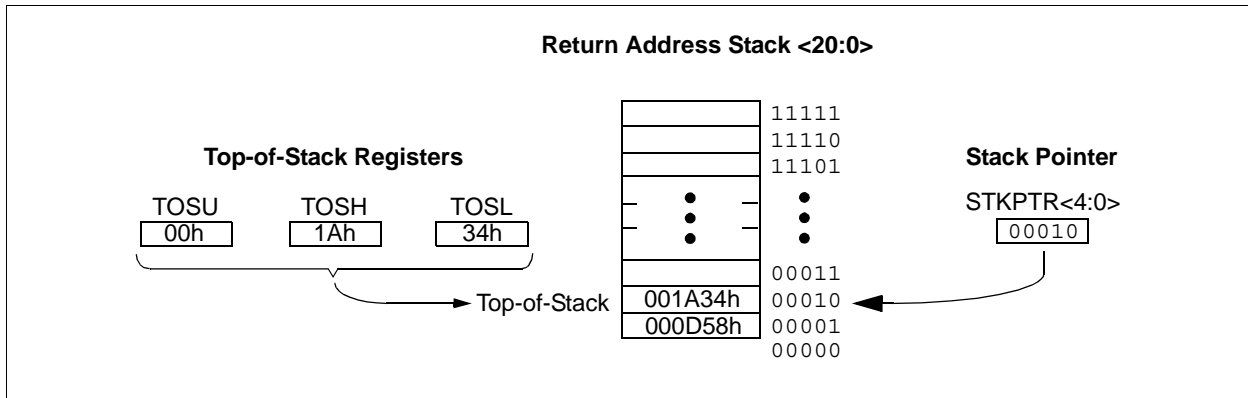 Return Address Stack <20:0>
11111
11110
11101
Top-of-Stack Registers
Stack Pointer
TOSU TOSH TOSL
STKPTR<4:0>
00h 1Ah 34h
00010
00011
Top-of-Stack 001A34h 00010
000D58h 00001
00000